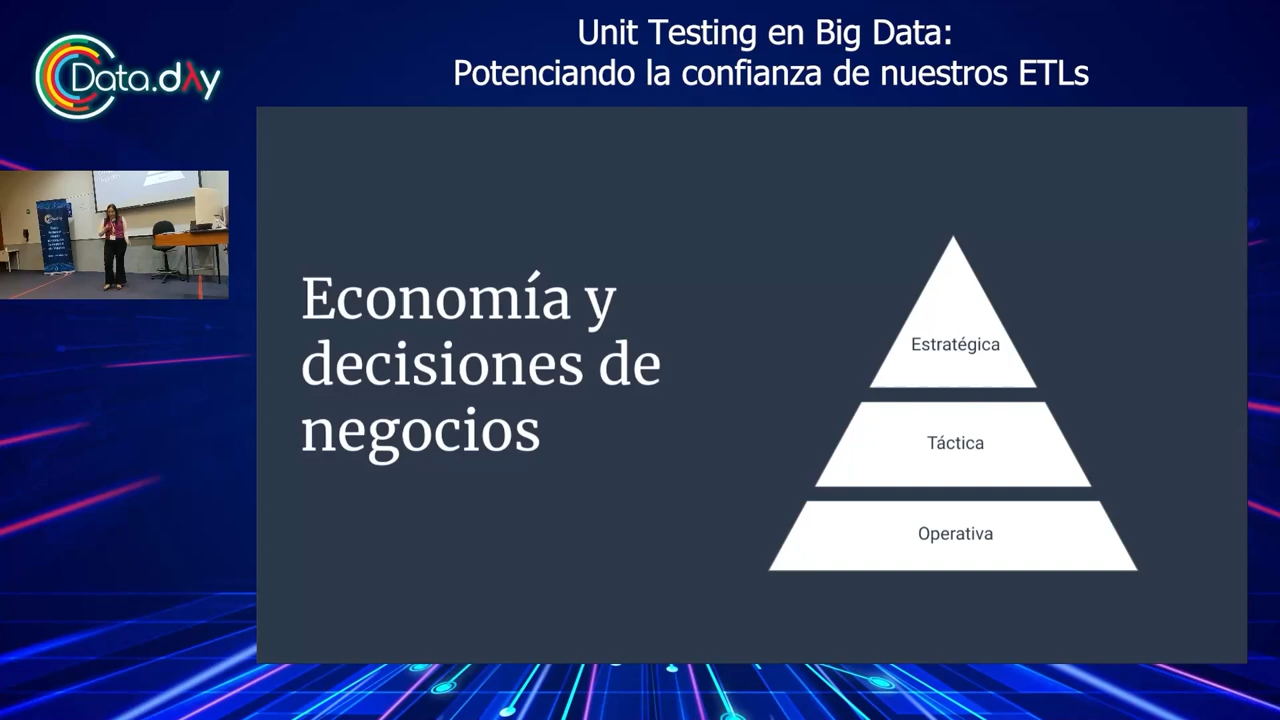 Unit Testing en Big Data:
Potenciando la confianza de nuestros ETLs
Data.dλy
Economía y
decisiones de
negocios
Estratégica
Táctica
Operativa